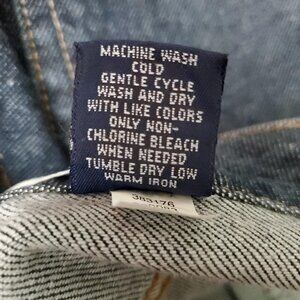 MACHINE WASH
COLD
GENTLE CYCLE
WASH AND DRY
WITH LIKE COLORS
ONLY NON-
CHLORINE BLEACH
WHEN NEEDED
TUMBLE DRY LOW
WARM IRON
383176